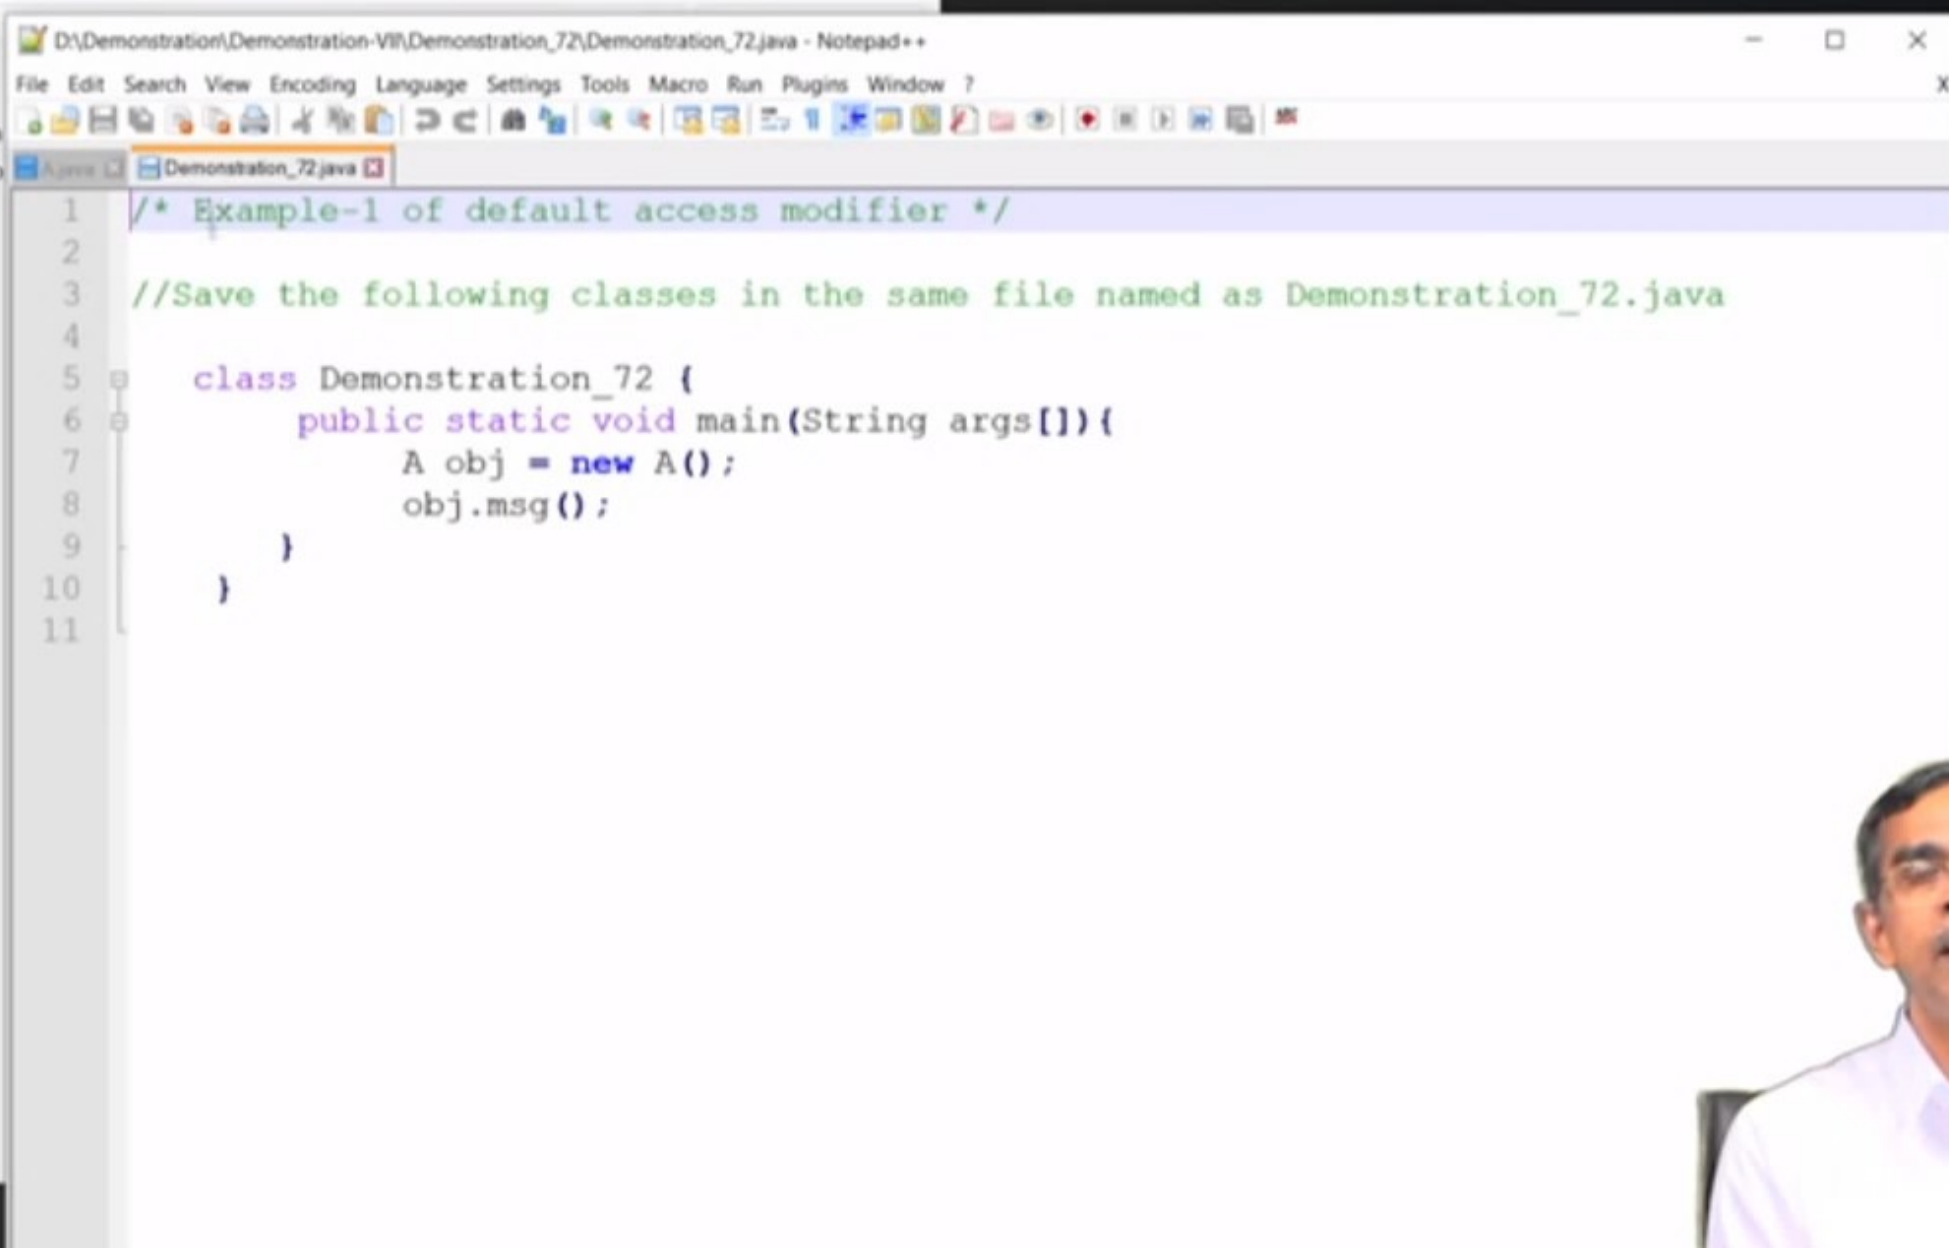 D:\Demonstration\Demonstration-VII\Demonstration_72\Demonstration_72.java - Notepad++
File Edit Search View Encoding Language Settings Tools Macro Run Plugins Window ?
X
A.java Demonstration_72.java
1 /* Example-1 of default access modifier */
2
3 //Save the following classes in the same file named as Demonstration_72.java
4
5 class Demonstration_72 {
6 public static void main(String args[]){
7 A obj = new A();
8 obj.msg();
9 }
10 }
11